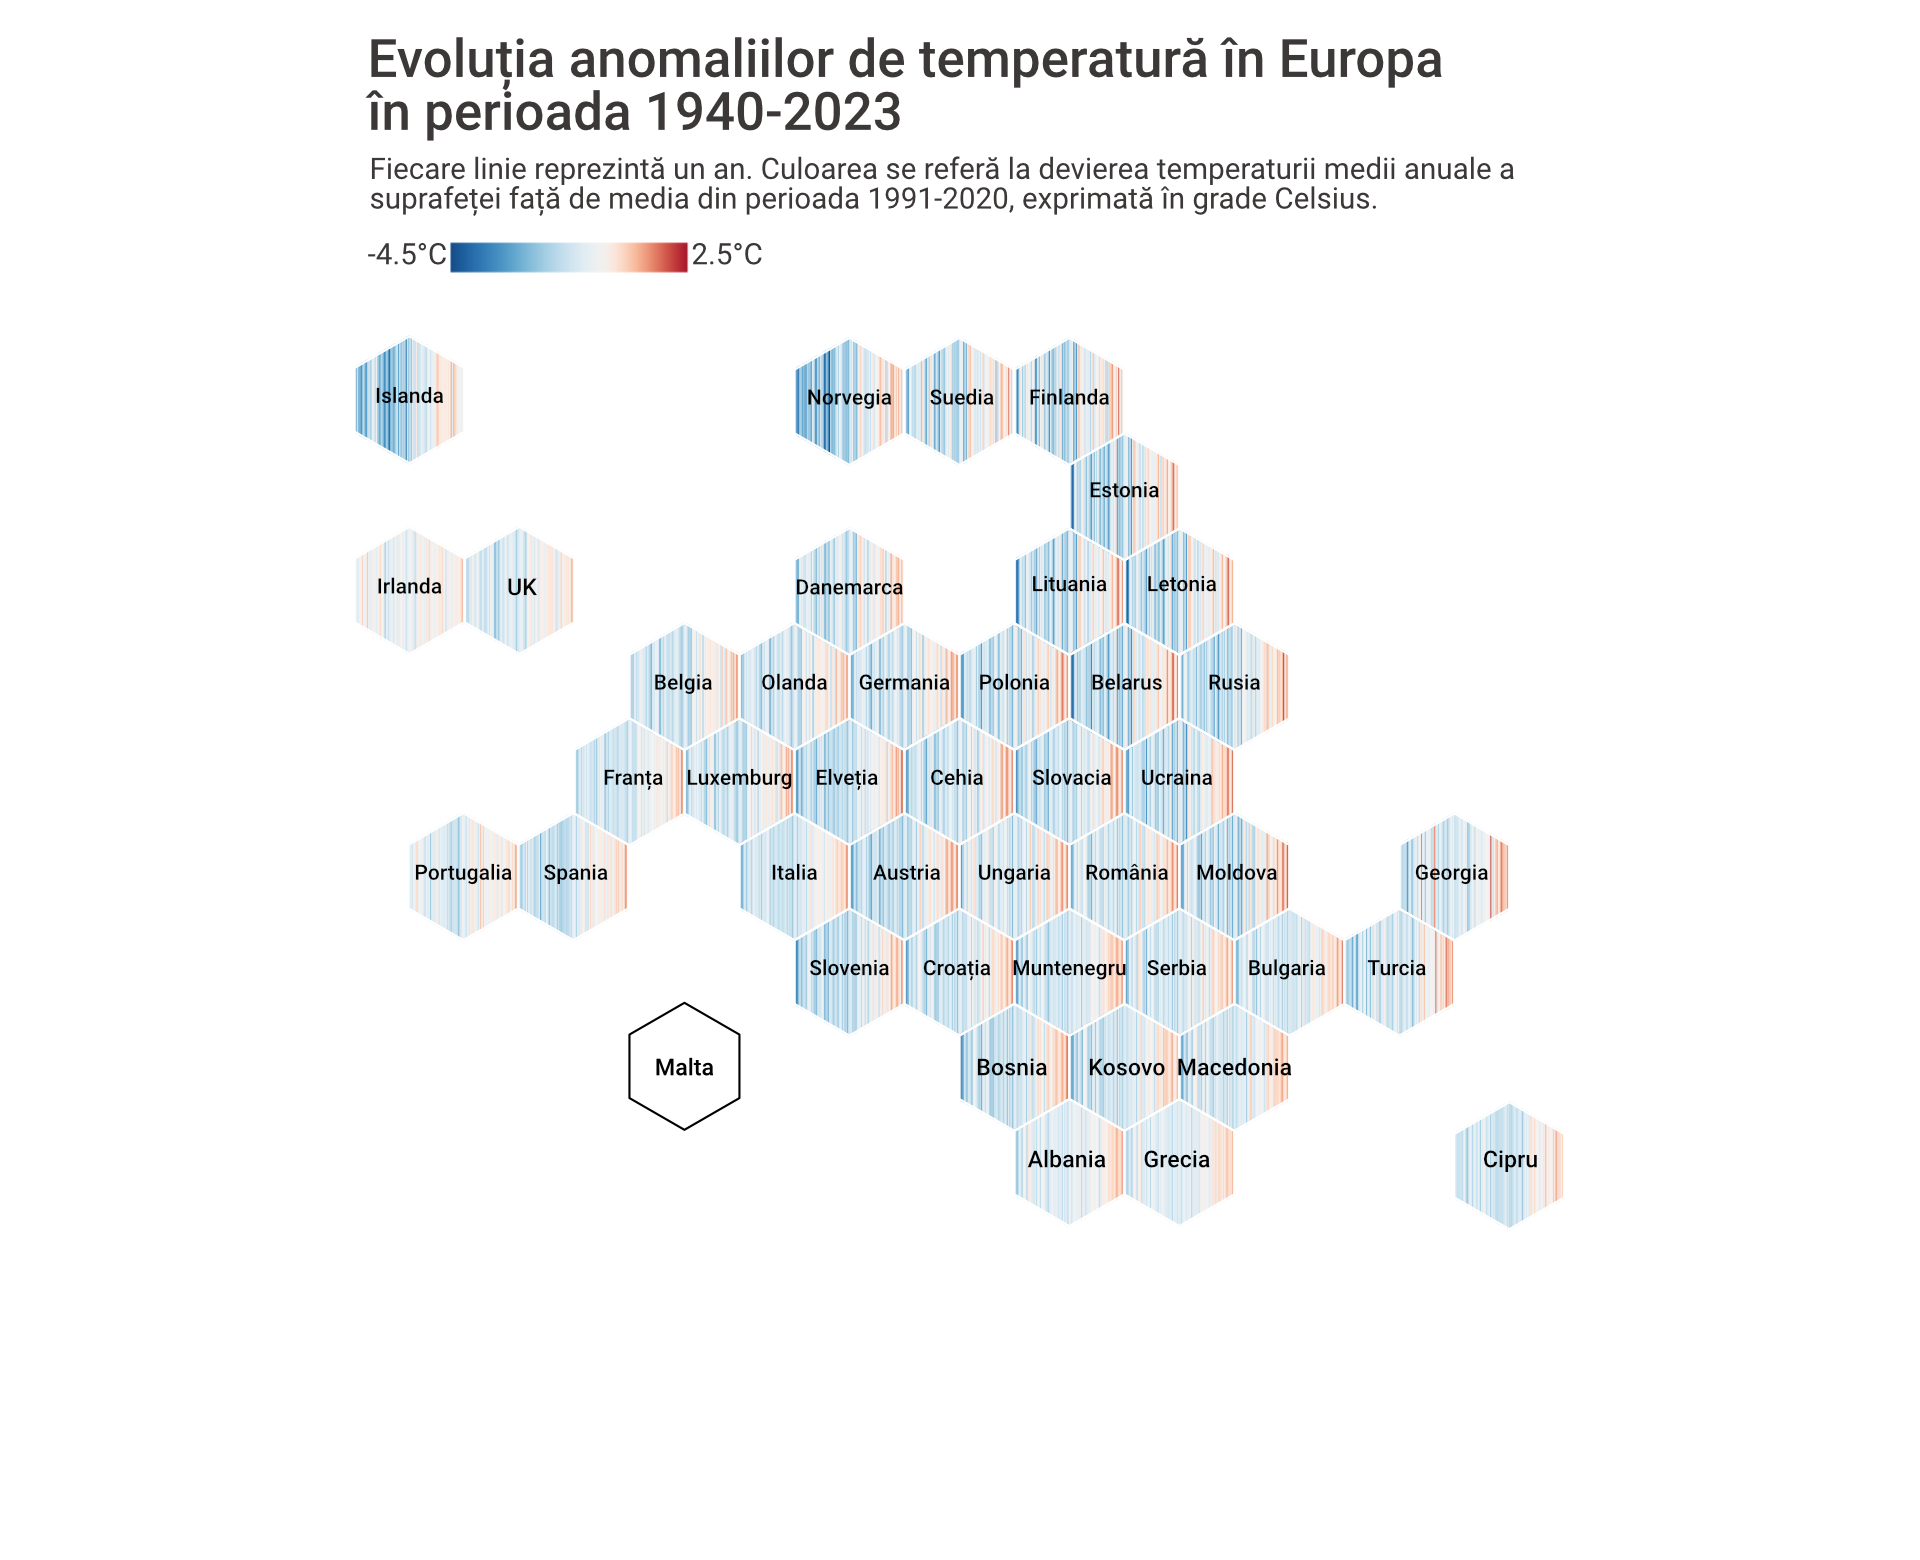 Evoluția anomaliilor de temperatură în Europa
în perioada 1940-2023
Fiecare linie reprezintă un an. Culoarea se referă la devierea temperaturii medii anuale a
suprafeței față de media din perioada 1991-2020, exprimată în grade Celsius.
-4.5°C 2.5°C
Islanda Norvegia Suedia Finlanda
Estonia
Irlanda UK Danemarca Lituania Letonia
Belgia Olanda Germania Polonia Belarus Rusia
Franța Luxemburg Elveția Cehia Slovacia Ucraina
Portugalia Spania Italia Austria Ungaria România Moldova Georgia
Slovenia Croația Muntenegru Serbia Bulgaria Turcia
Malta Bosnia Kosovo Macedonia
Albania Grecia Cipru